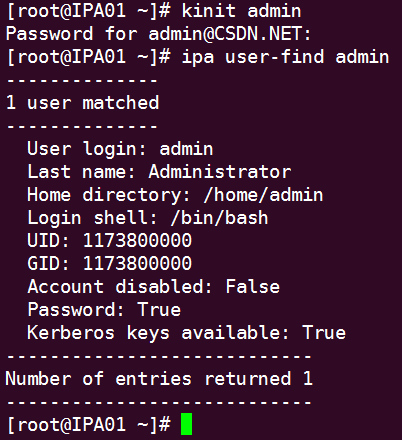 [root@IPA01 ~]# kinit admin
Password for admin@CSDN.NET:
[root@IPA01 ~]# ipa user-find admin
--------------
1 user matched
--------------
  User login: admin
  Last name: Administrator
  Home directory: /home/admin
  Login shell: /bin/bash
  UID: 1173800000
  GID: 1173800000
  Account disabled: False
  Password: True
  Kerberos keys available: True
----------------------------
Number of entries returned 1
----------------------------
[root@IPA01 ~]#